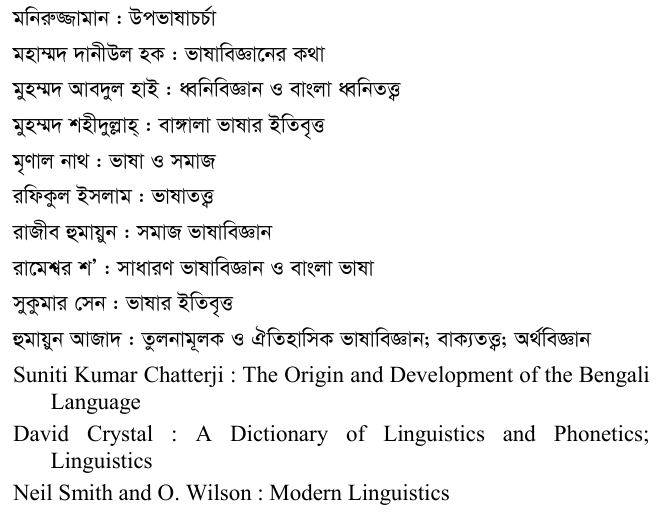 মনিরুজ্জামান : উপভাষাচর্চা
মহাম্মদ দানীউল হক : ভাষাবিজ্ঞানের কথা
মুহম্মদ আবদুল হাই : ধ্বনিবিজ্ঞান ও বাংলা ধ্বনিতত্ত্ব
মুহম্মদ শহীদুল্লাহ্ : বাঙ্গালা ভাষার ইতিবৃত্ত
মৃণাল নাথ : ভাষা ও সমাজ
রফিকুল ইসলাম : ভাষাতত্ত্ব
রাজীব হুমায়ুন : সমাজ ভাষাবিজ্ঞান
রামেশ্বর শ’ : সাধারণ ভাষাবিজ্ঞান ও বাংলা ভাষা
সুকুমার সেন : ভাষার ইতিবৃত্ত
হুমায়ুন আজাদ : তুলনামূলক ও ঐতিহাসিক ভাষাবিজ্ঞান; বাক্যতত্ত্ব; অর্থবিজ্ঞান
Suniti Kumar Chatterji : The Origin and Development of the Bengali
Language
David Crystal : A Dictionary of Linguistics and Phonetics;
Linguistics
Neil Smith and O. Wilson : Modern Linguistics